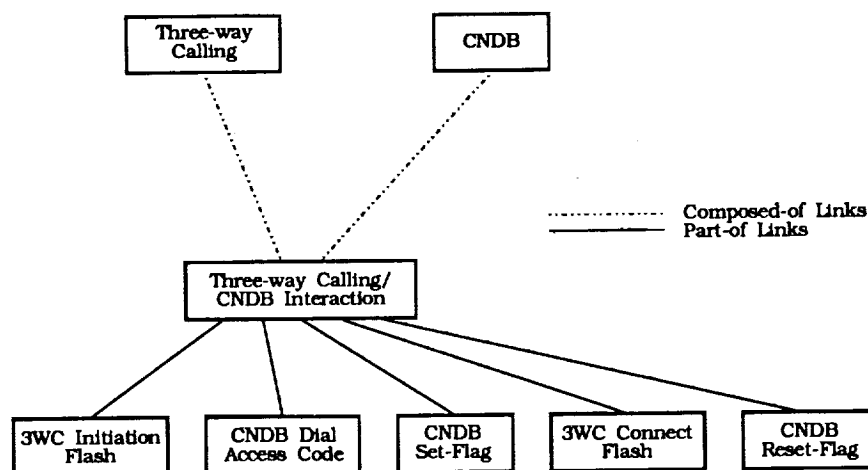 Three-way
Calling
CNDB
Composed-of Links
Part-of Links
Three-way Calling/
CNDB Interaction
3WC Initiation
Flash
CNDB Dial
Access Code
CNDB
Set-Flag
3WC Connect
Flash
CNDB
Reset-Flag